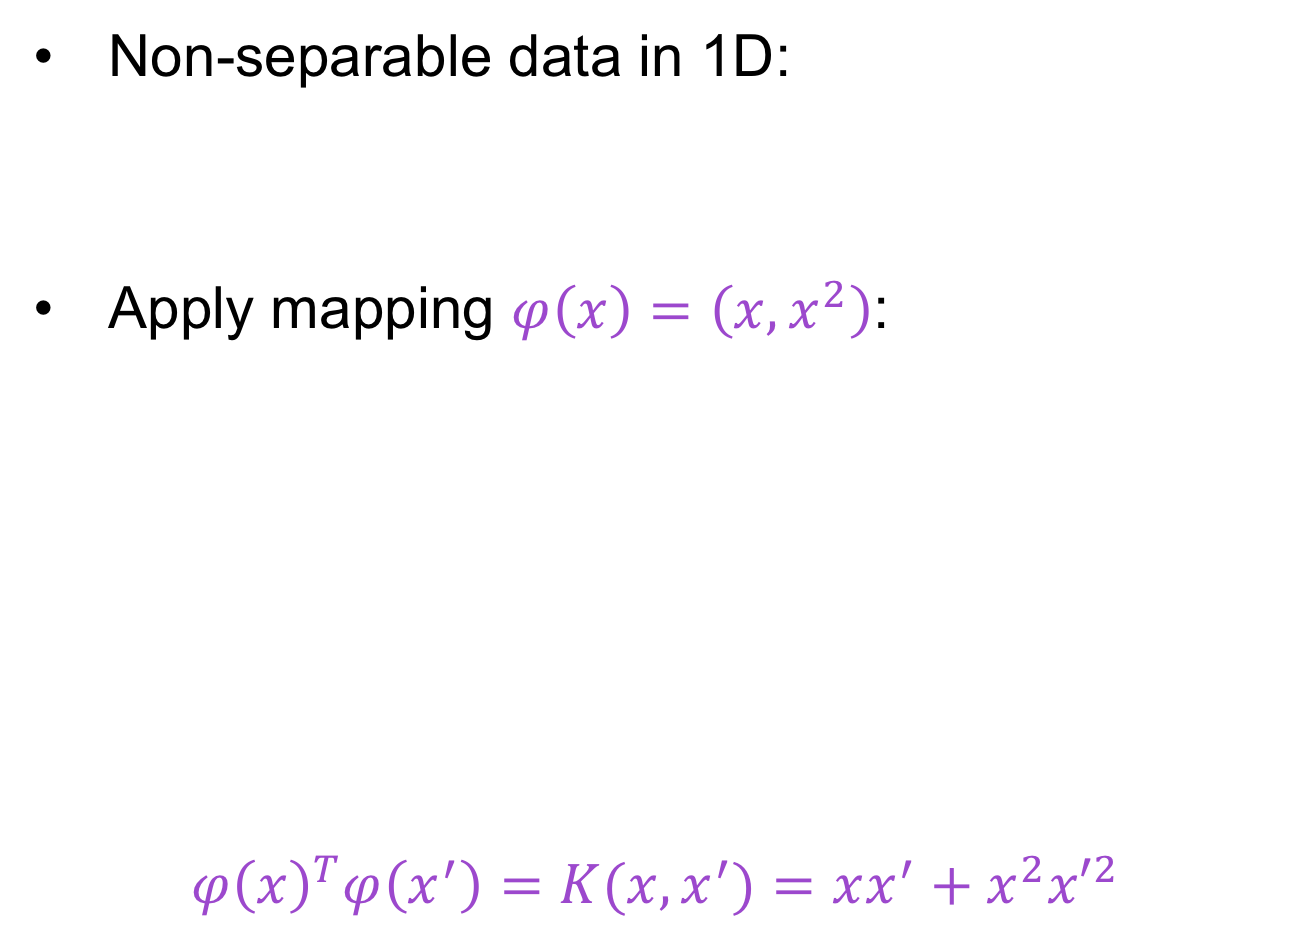 • Non-separable data in 1D:
• Apply mapping φ(x) = (x, x²):
φ(x)ᵀφ(x′) = K(x, x′) = xx′ + x²x′²